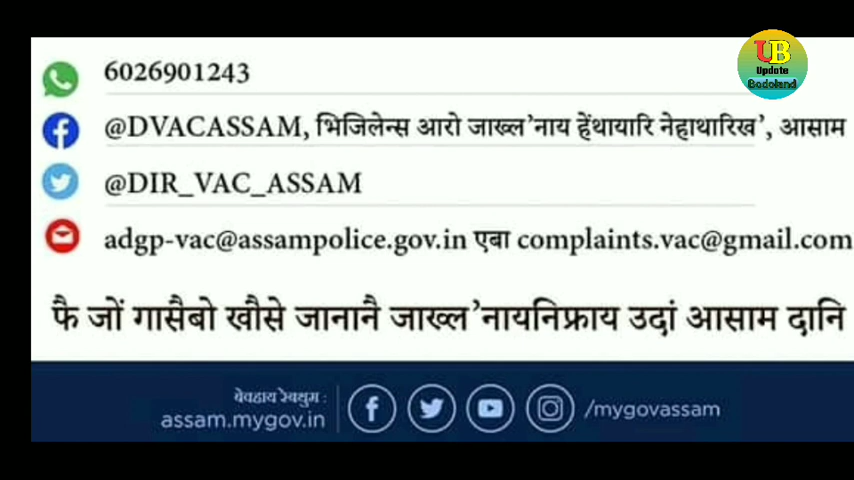 UB
Update
Bodoland
6026901243
@DVACASSAM, भिजिलेन्स आरो जाख्ल'नाय हेंथायारि नेहाथारिख', आसाम
@DIR_VAC_ASSAM
adgp-vac@assampolice.gov.in एबा complaints.vac@gmail.com
फै जों गासैबो खौसे जानानै जाख्ल'नायनिफ्राय उदां आसाम दानि
बेवहाय रेबथुम :
assam.mygov.in
/mygovassam